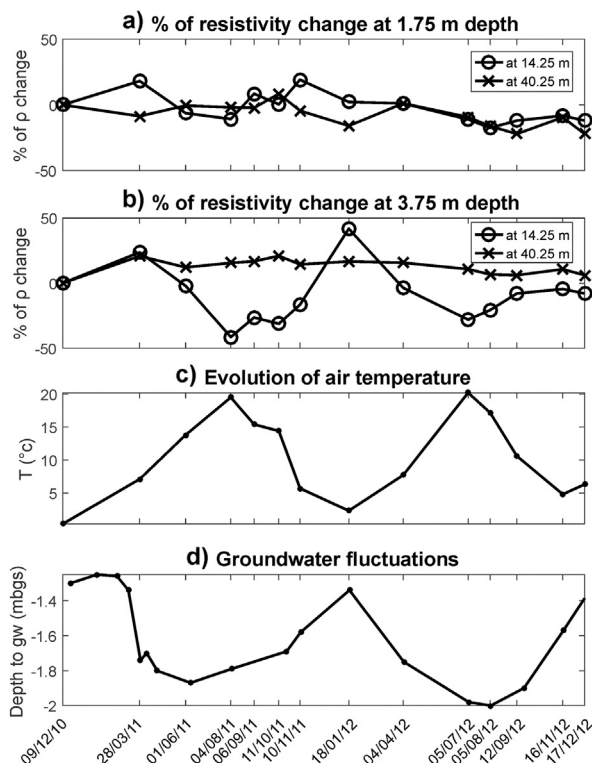 a) % of resistivity change at 1.75 m depth
50
0
-50
% of ρ change
at 14.25 m
at 40.25 m
b) % of resistivity change at 3.75 m depth
50
0
-50
% of ρ change
at 14.25 m
at 40.25 m
c) Evolution of air temperature
20
15
10
5
T (°c)
d) Groundwater fluctuations
-1.4
-1.6
-1.8
-2
Depth to gw (mbgs)
09/12/10
28/03/11
01/06/11
04/08/11
06/09/11
11/10/11
10/11/11
18/01/12
04/04/12
05/07/12
05/08/12
12/09/12
16/11/12
17/12/12